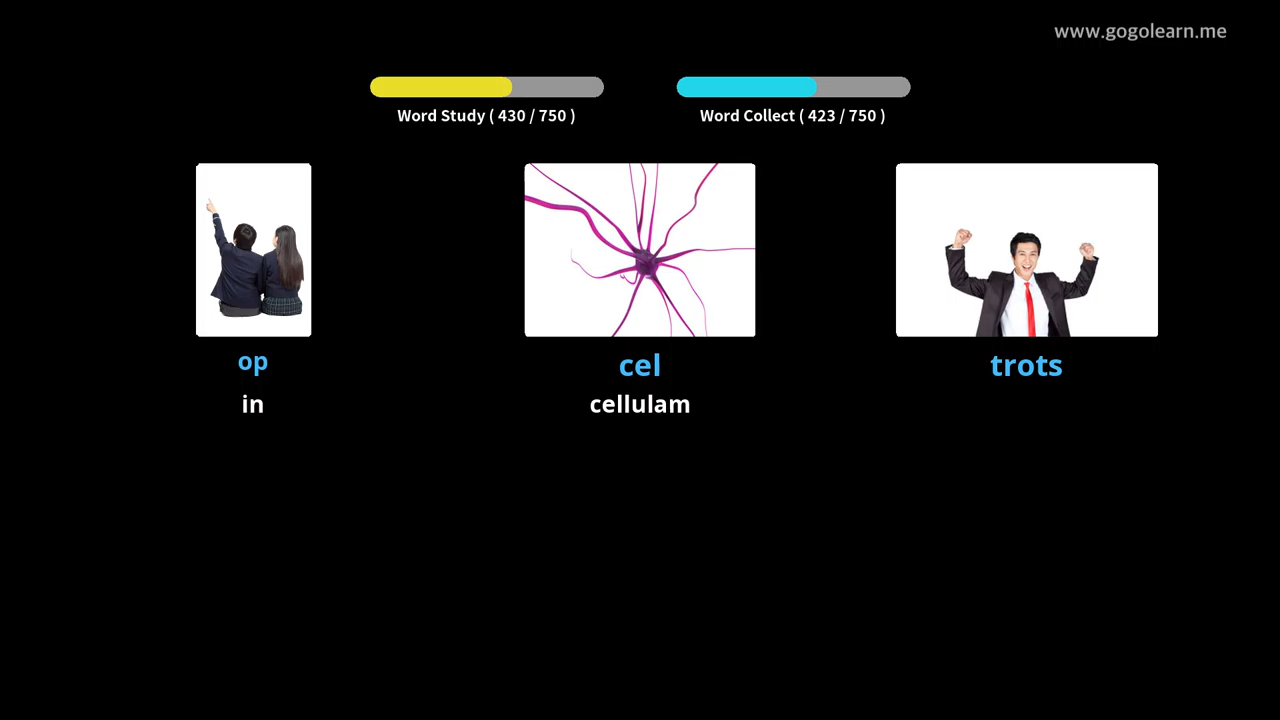 www.gogolearn.me
Word Study ( 430 / 750 )
Word Collect ( 423 / 750 )
op
cel
trots
in
cellulam